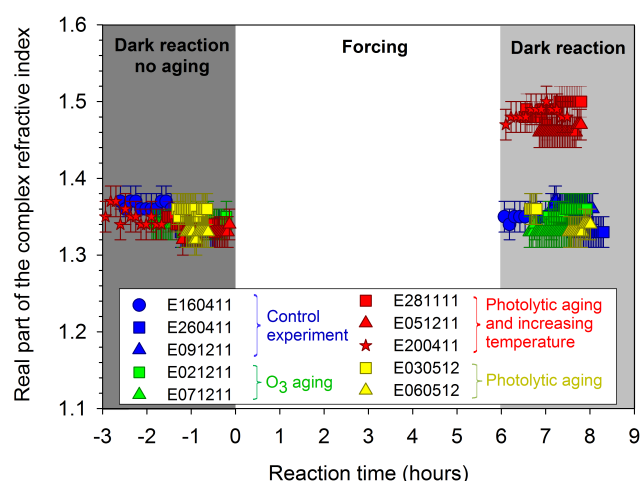 Real part of the complex refractive index
1.6
1.5
1.4
1.3
1.2
1.1
Dark reaction
no aging
Forcing
Dark reaction
E160411
E260411
E091211
Control
experiment
E021211
E071211
O3 aging
E281111
E051211
E200411
Photolytic aging
and increasing
temperature
E030512
E060512
Photolytic aging
-3 -2 -1 0 1 2 3 4 5 6 7 8 9
Reaction time (hours)